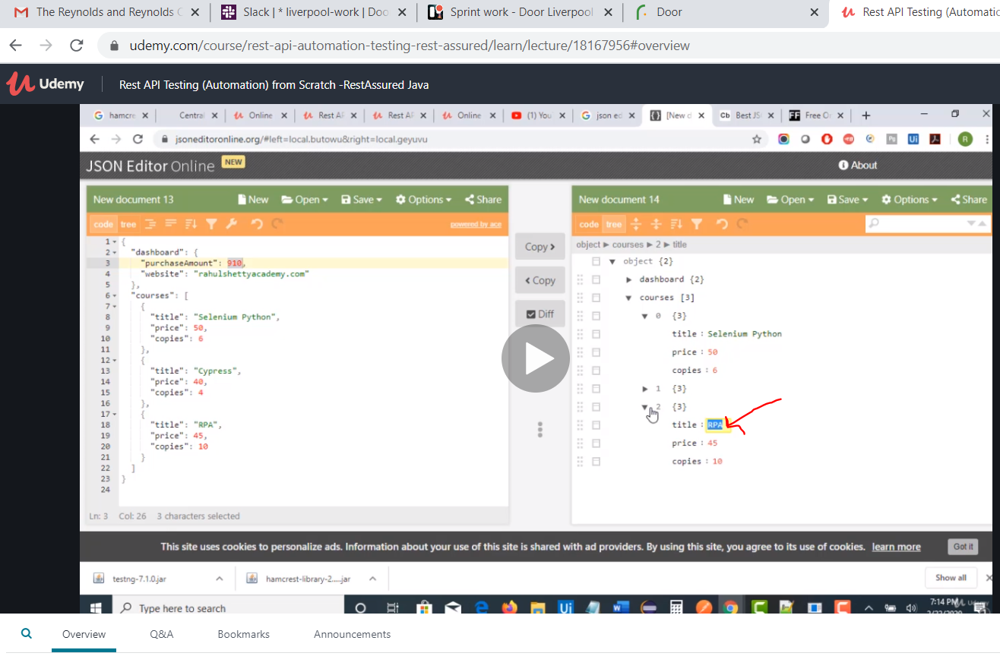 The Reynolds and Reynolds
Slack | * liverpool-work | Doo
Sprint work - Door Liverpool
Door
Rest API Testing (Automatio
udemy.com/course/rest-api-automation-testing-rest-assured/learn/lecture/18167956#overview
Udemy
Rest API Testing (Automation) from Scratch -RestAssured Java
hamcre
Central
Online
Rest AP
Rest AP
Online
(1) You
json ed
[New d
Cb Best JS
FF Free Or
jsoneditoronline.org/#left=local.butowu&right=local.geyuvu
JSON Editor Online NEW
About
New document 13
New
Open
Save
Options
Share
code
tree
powered by ace
1 {
2 "dashboard": {
3 "purchaseAmount": 910,
4 "website": "rahulshettyacademy.com"
5 },
6 "courses": [
7 {
8 "title": "Selenium Python",
9 "price": 50,
10 "copies": 6
11 },
12 {
13 "title": "Cypress",
14 "price": 40,
15 "copies": 4
16 },
17 {
18 "title": "RPA",
19 "price": 45,
20 "copies": 10
21 }
22 ]
23 }
24
Ln: 3 Col: 26 3 characters selected
Copy >
< Copy
Diff
New document 14
New
Open
Save
Options
Share
code
tree
object ► courses ► 2 ► title
object {2}
dashboard {2}
courses [3]
0 {3}
title : Selenium Python
price : 50
copies : 6
1 {3}
2 {3}
title : RPA
price : 45
copies : 10
This site uses cookies to personalize ads. Information about your use of this site is shared with ad providers. By using this site, you agree to its use of cookies. learn more
Got it
testng-7.1.0.jar
hamcrest-library-2....jar
Show all
Type here to search
7:14 PM
Overview
Q&A
Bookmarks
Announcements